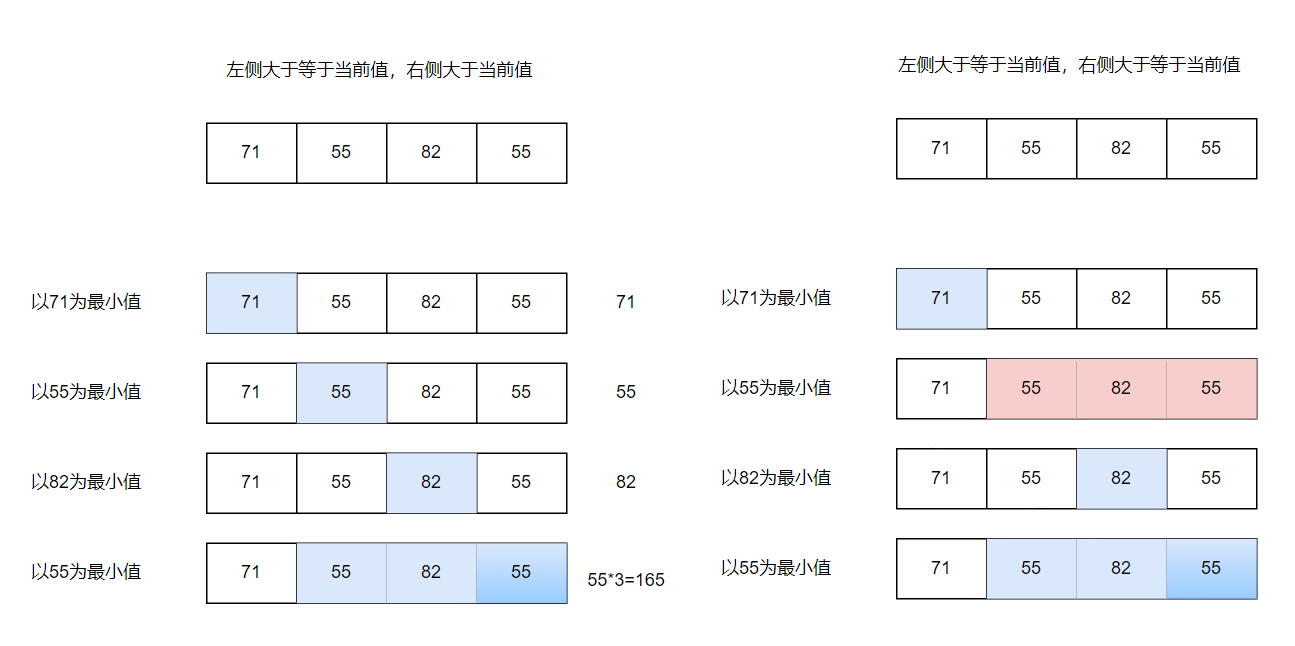 左侧大于等于当前值，右侧大于当前值
71 55 82 55
以71为最小值 71 55 82 55 71
以55为最小值 71 55 82 55 55
以82为最小值 71 55 82 55 82
以55为最小值 71 55 82 55 55*3=165
左侧大于等于当前值，右侧大于等于当前值
71 55 82 55
以71为最小值 71 55 82 55
以55为最小值 71 55 82 55
以82为最小值 71 55 82 55
以55为最小值 71 55 82 55